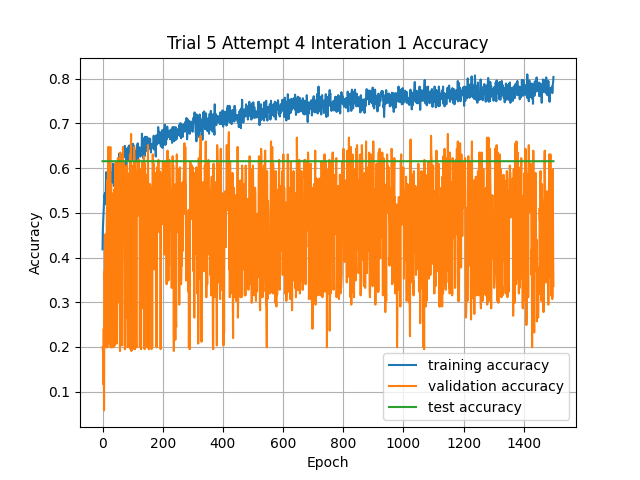 Trial 5 Attempt 4 Interation 1 Accuracy
Accuracy
0.8
0.7
0.6
0.5
0.4
0.3
0.2
0.1
training accuracy
validation accuracy
test accuracy
0 200 400 600 800 1000 1200 1400
Epoch